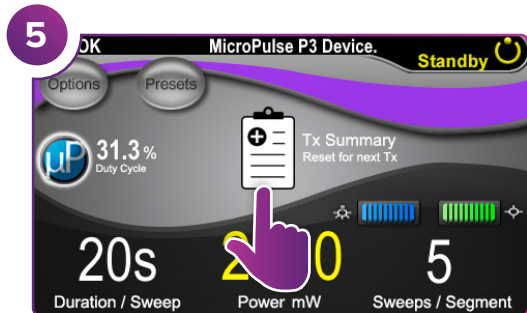 5
OK
MicroPulse P3 Device.
Standby
Options
Presets
µP
31.3 %
Duty Cycle
Tx Summary
Reset for next Tx
20s
5
Duration / Sweep
Power mW
Sweeps / Segment